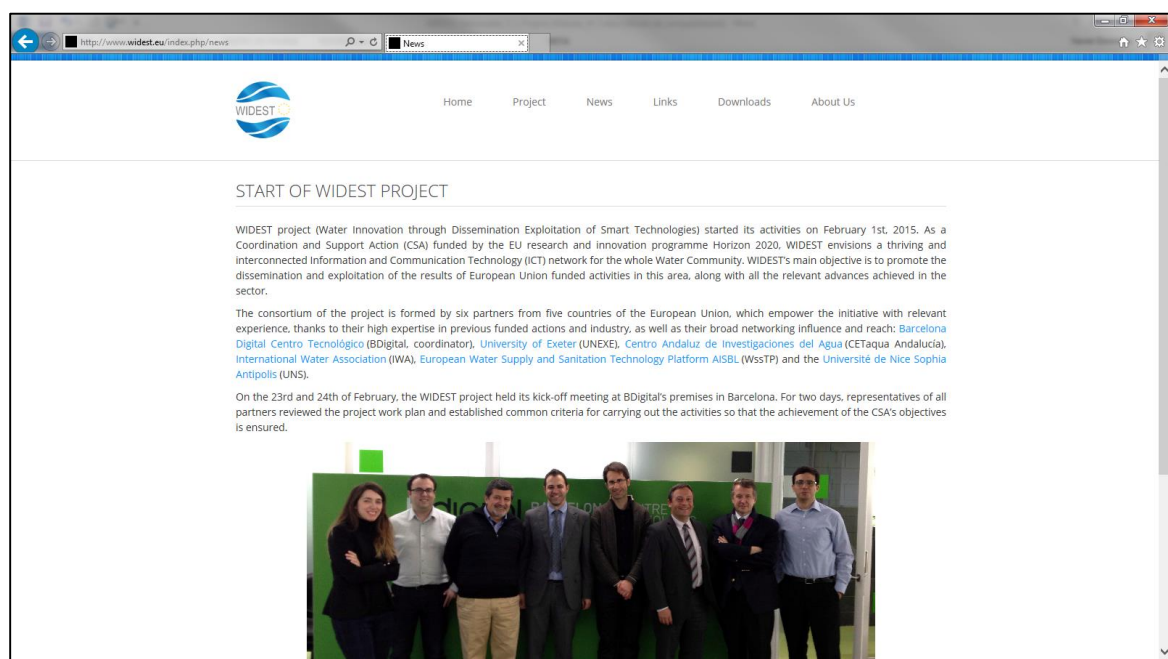 http://www.widest.eu/index.php/news
News
WIDEST
Home Project News Links Downloads About Us
START OF WIDEST PROJECT
WIDEST project (Water Innovation through Dissemination Exploitation of Smart Technologies) started its activities on February 1st, 2015. As a
Coordination and Support Action (CSA) funded by the EU research and innovation programme Horizon 2020, WIDEST envisions a thriving and
interconnected Information and Communication Technology (ICT) network for the whole Water Community. WIDEST's main objective is to promote the
dissemination and exploitation of the results of European Union funded activities in this area, along with all the relevant advances achieved in the
sector.
The consortium of the project is formed by six partners from five countries of the European Union, which empower the initiative with relevant
experience, thanks to their high expertise in previous funded actions and industry, as well as their broad networking influence and reach: Barcelona
Digital Centro Tecnológico (BDigital, coordinator), University of Exeter (UNEXE), Centro Andaluz de Investigaciones del Agua (CETaqua Andalucía),
International Water Association (IWA), European Water Supply and Sanitation Technology Platform AISBL (WssTP) and the Université de Nice Sophia
Antipolis (UNS).
On the 23rd and 24th of February, the WIDEST project held its kick-off meeting at BDigital's premises in Barcelona. For two days, representatives of all
partners reviewed the project work plan and established common criteria for carrying out the activities so that the achievement of the CSA's objectives
is ensured.